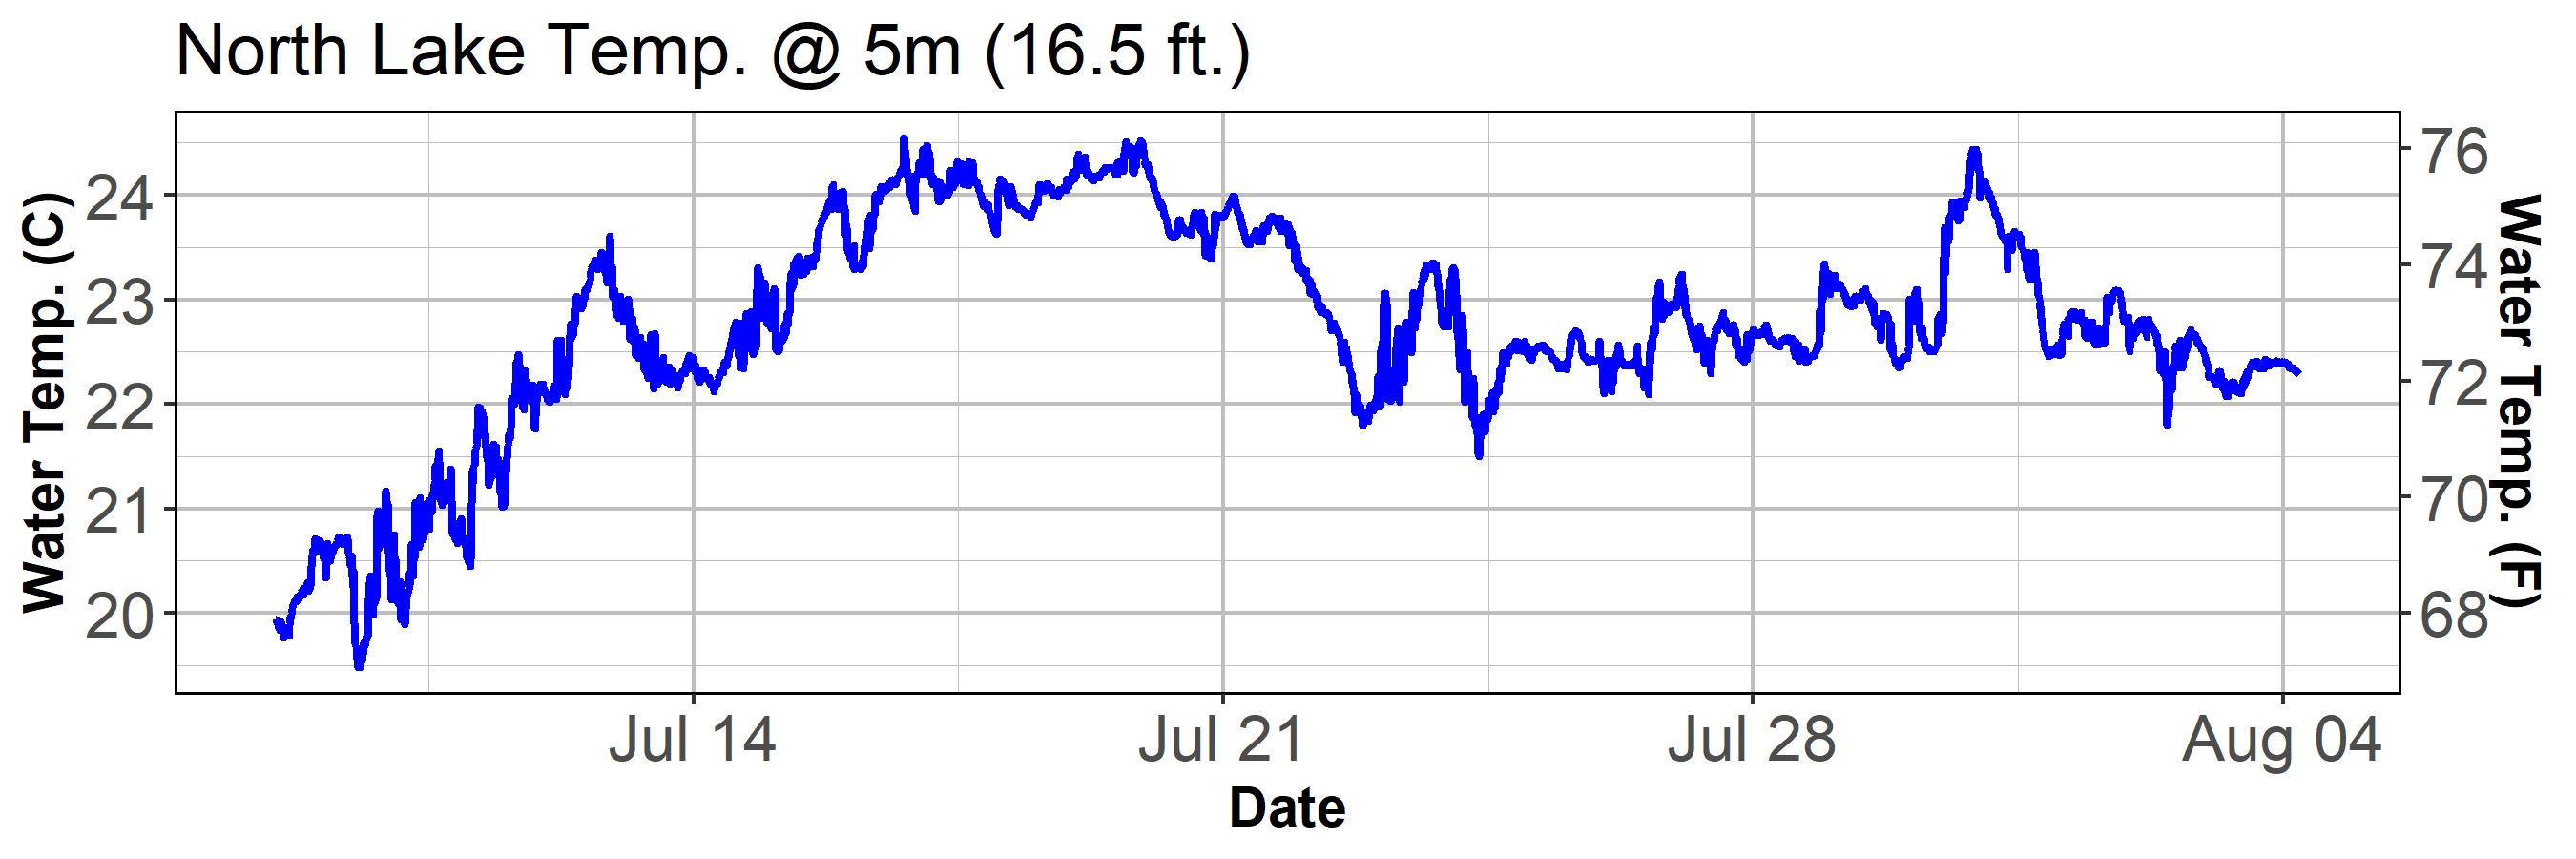 North Lake Temp. @ 5m (16.5 ft.)
Water Temp. (C)
24
23
22
21
20
76
74
72
70
68
Water Temp. (F)
Jul 14
Jul 21
Jul 28
Aug 04
Date